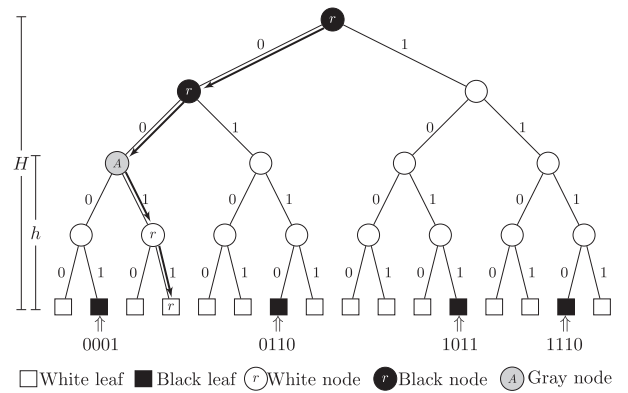 r
0 1
r
0 1 0 1
H A
0 1 0 1 0 1 0 1
h r
0 1 0 1 0 1 0 1 0 1 0 1 0 1 0 1
r
0001 0110 1011 1110
White leaf Black leaf r White node r Black node A Gray node